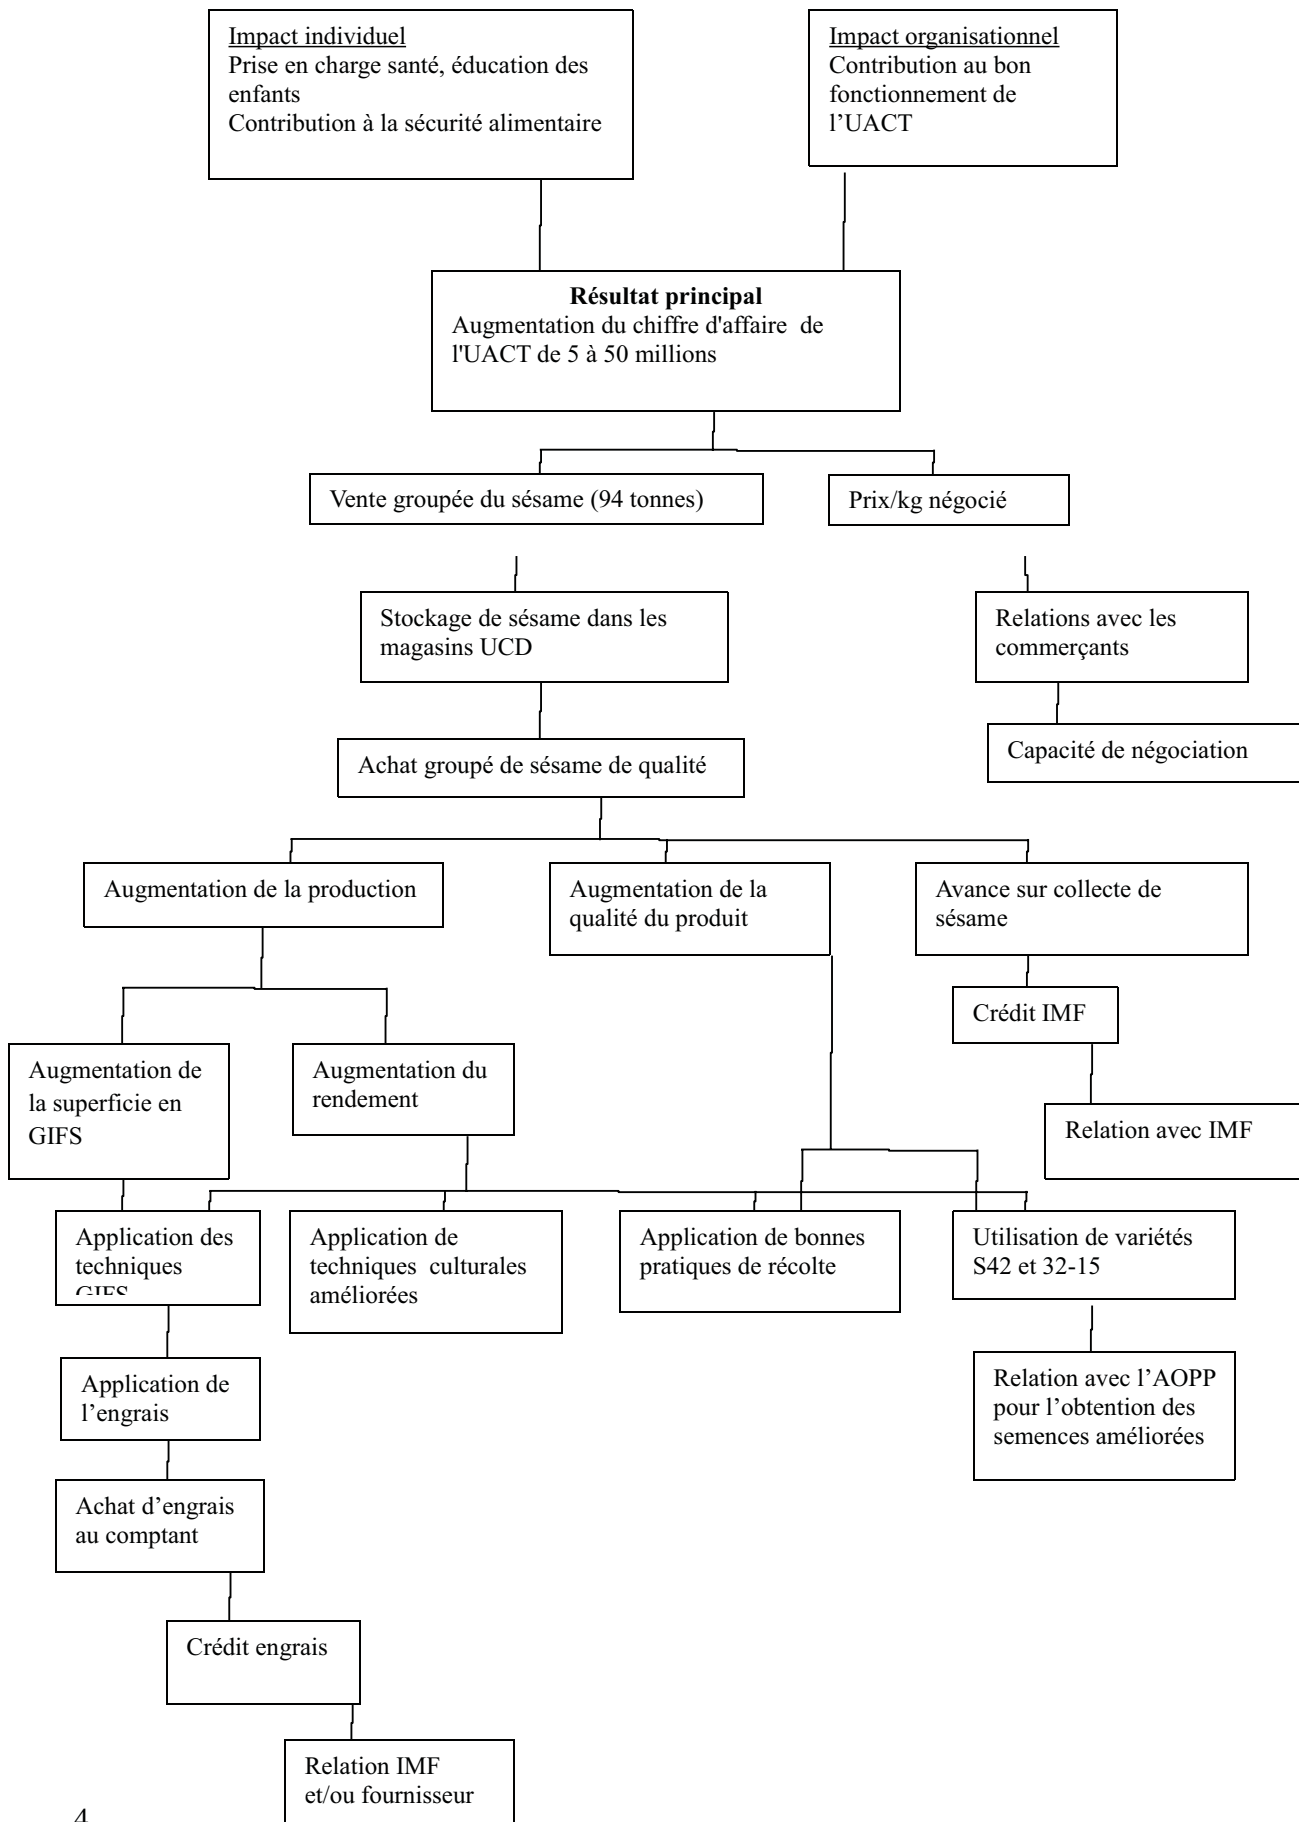 Impact individuel
Prise en charge santé, éducation des
enfants
Contribution à la sécurité alimentaire
Impact organisationnel
Contribution au bon
fonctionnement de
l’UACT
Résultat principal
Augmentation du chiffre d'affaire de
l'UACT de 5 à 50 millions
Vente groupée du sésame (94 tonnes)
Prix/kg négocié
Stockage de sésame dans les
magasins UCD
Relations avec les
commerçants
Achat groupé de sésame de qualité
Capacité de négociation
Augmentation de la production
Augmentation de la
qualité du produit
Avance sur collecte de
sésame
Crédit IMF
Augmentation de
la superficie en
GIFS
Augmentation du
rendement
Relation avec IMF
Application des
techniques
GIFS
Application de
techniques culturales
améliorées
Application de bonnes
pratiques de récolte
Utilisation de variétés
S42 et 32-15
Application de
l’engrais
Relation avec l’AOPP
pour l’obtention des
semences améliorées
Achat d’engrais
au comptant
Crédit engrais
Relation IMF
et/ou fournisseur
4